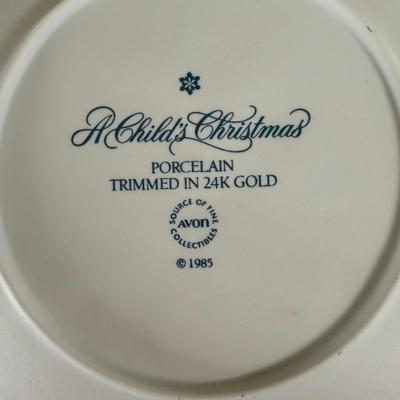 A Child's Christmas
PORCELAIN
TRIMMED IN 24K GOLD
SOURCE OF FINE
AVON
COLLECTIBLES
© 1985